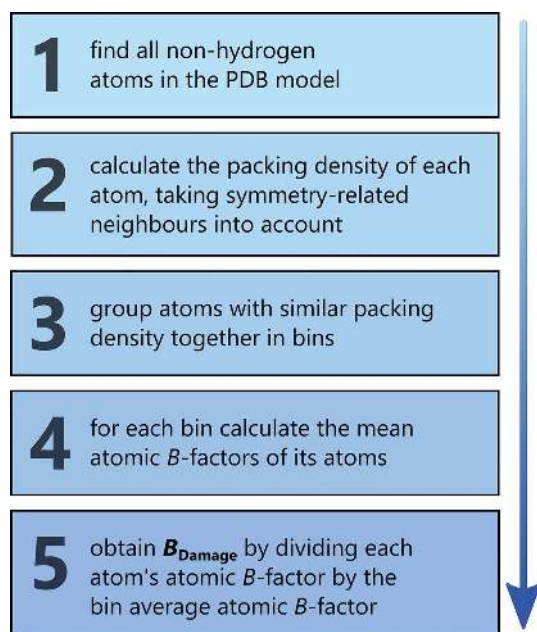 1
find all non-hydrogen
atoms in the PDB model
2
calculate the packing density of each
atom, taking symmetry-related
neighbours into account
3
group atoms with similar packing
density together in bins
4
for each bin calculate the mean
atomic B-factors of its atoms
5
obtain BDamage by dividing each
atom's atomic B-factor by the
bin average atomic B-factor